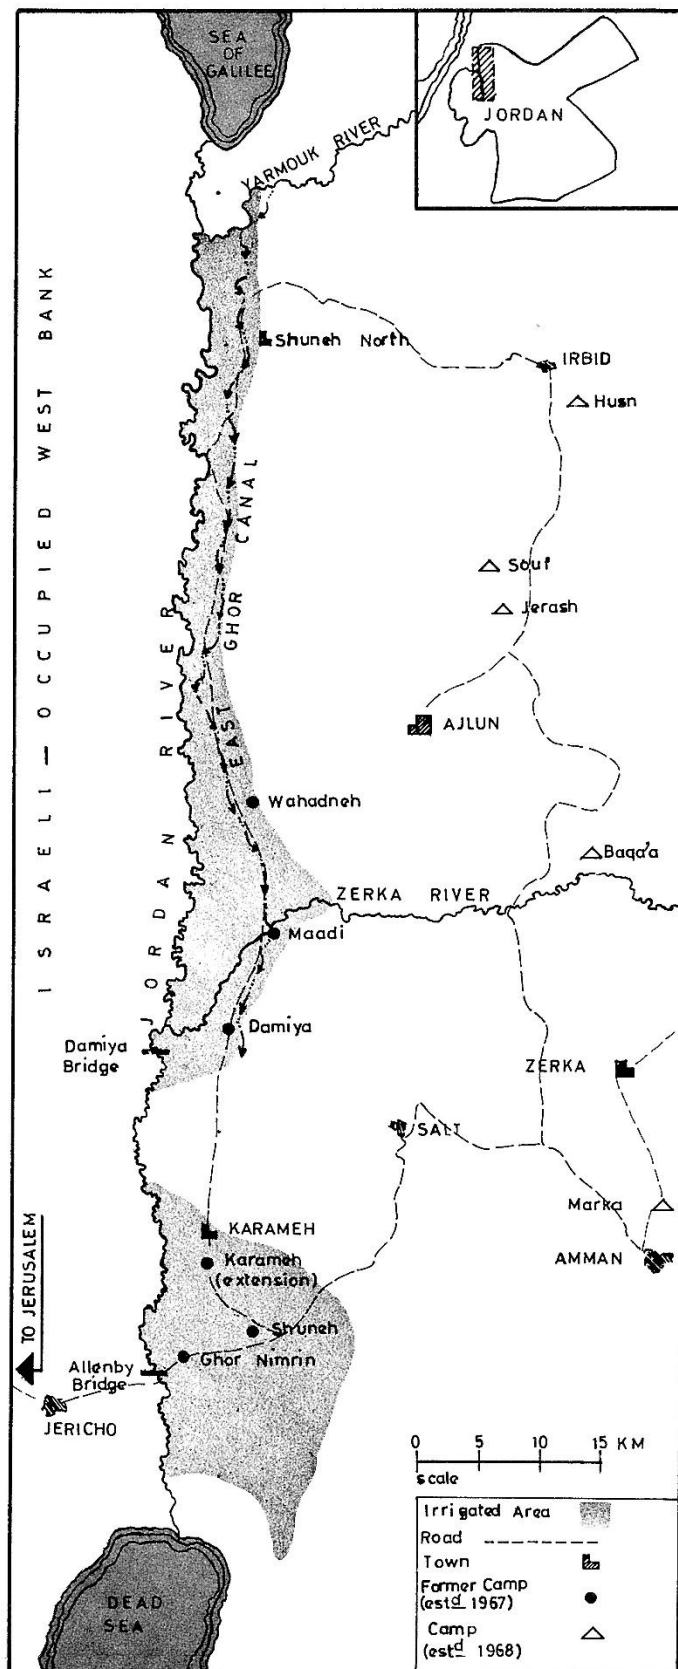 SEA
OF
GALILEE
JORDAN
YARMOUK RIVER
ISRAELI — OCCUPIED WEST BANK
Shuneh North
IRBID
Husn
EAST GHOR CANAL
JORDAN RIVER
Souf
Jerash
AJLUN
Wahadneh
Baqa'a
ZERKA RIVER
Maadi
Damiya
Damiya
Bridge
ZERKA
SALT
Marka
KARAMEH
AMMAN
Karameh
(extension)
TO JERUSALEM
Shuneh
Ghor Nimrin
Allenby
Bridge
JERICHO
0 5 10 15 KM
scale
Irrigated Area
Road
Town
Former Camp
(estd 1967)
Camp
(estd 1968)
DEAD
SEA